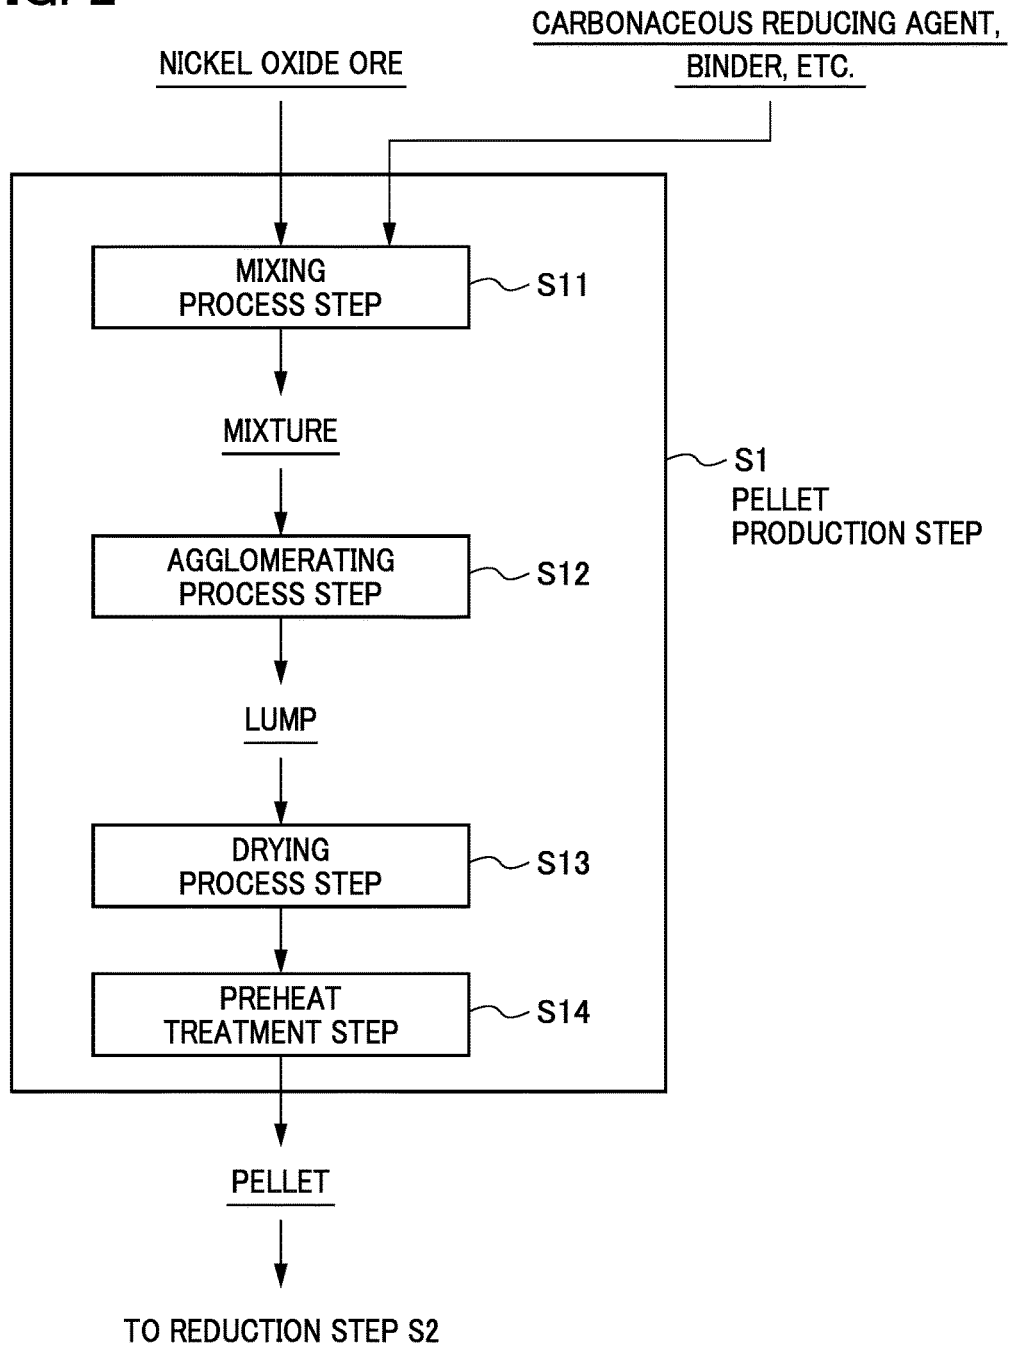 CARBONACEOUS REDUCING AGENT,
BINDER, ETC.
NICKEL OXIDE ORE
MIXING
PROCESS STEP
S11
MIXTURE
S1
PELLET
PRODUCTION STEP
AGGLOMERATING
PROCESS STEP
S12
LUMP
DRYING
PROCESS STEP
S13
PREHEAT
TREATMENT STEP
S14
PELLET
TO REDUCTION STEP S2